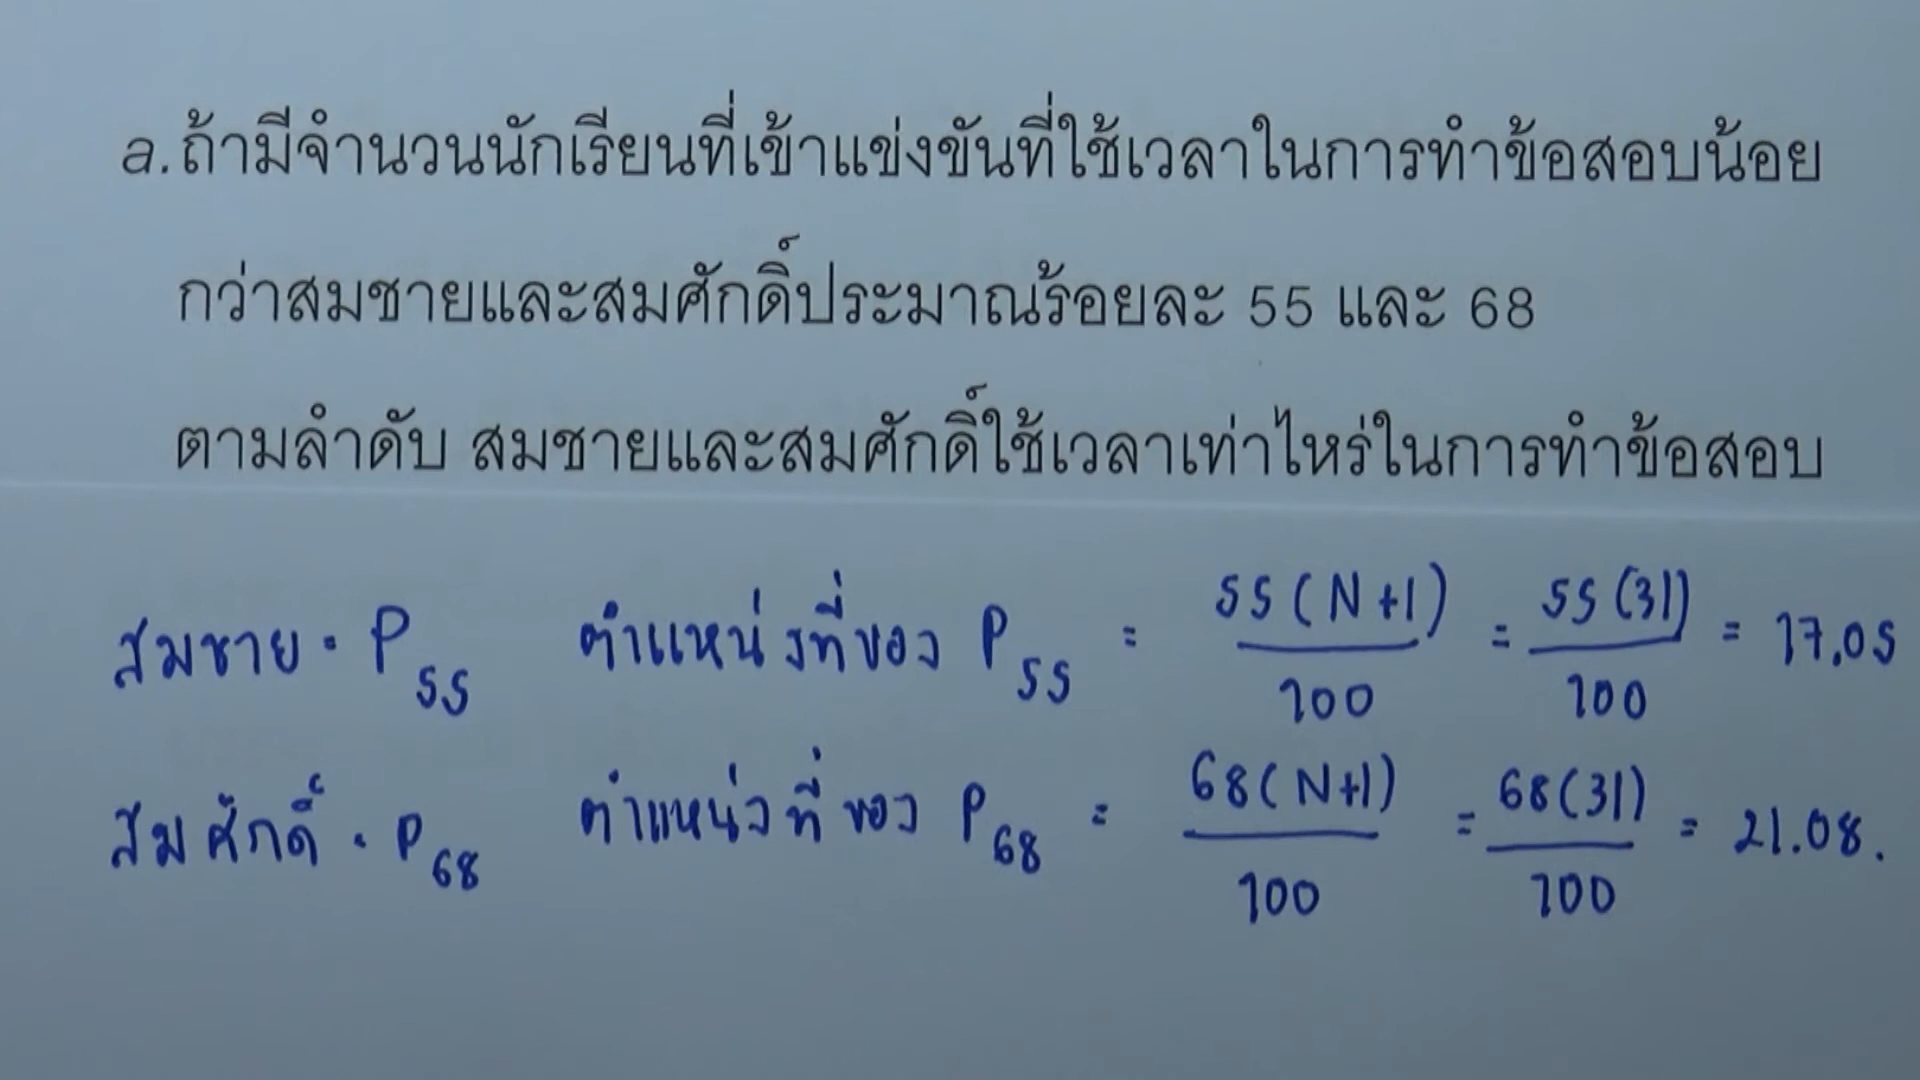 a. ถ้ามีจำนวนนักเรียนที่เข้าแข่งขันที่ใช้เวลาในการทำข้อสอบน้อย
กว่าสมชายและสมศักดิ์ประมาณร้อยละ 55 และ 68
ตามลำดับ สมชายและสมศักดิ์ใช้เวลาเท่าไหร่ในการทำข้อสอบ
สมชาย · P55 ตำแหน่งที่ของ P55 = 55(N+1)/100 = 55(31)/100 = 17.05
สมศักดิ์ · P68 ตำแหน่งที่ของ P68 = 68(N+1)/100 = 68(31)/100 = 21.08.